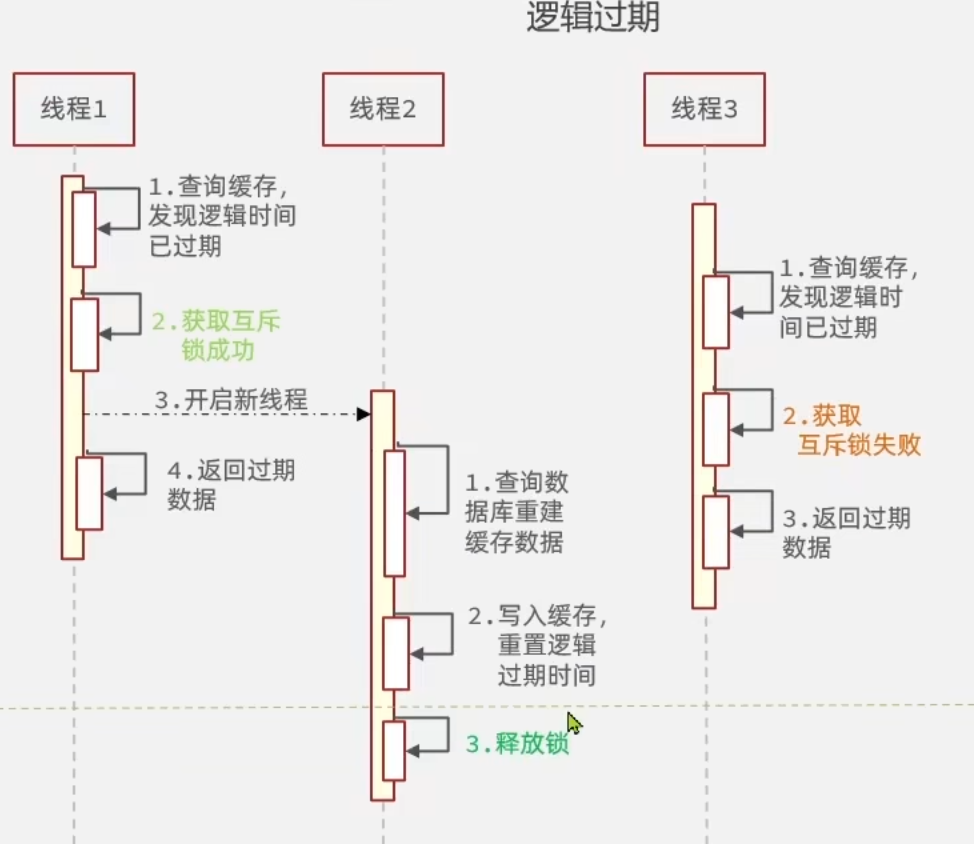 逻辑过期
线程1
线程2
线程3
1.查询缓存,
发现逻辑时间
已过期
2.获取互斥
锁成功
3.开启新线程
4.返回过期
数据
1.查询数
据库重建
缓存数据
2.写入缓存,
重置逻辑
过期时间
3.释放锁
1.查询缓存,
发现逻辑时
间已过期
2.获取
互斥锁失败
3.返回过期
数据